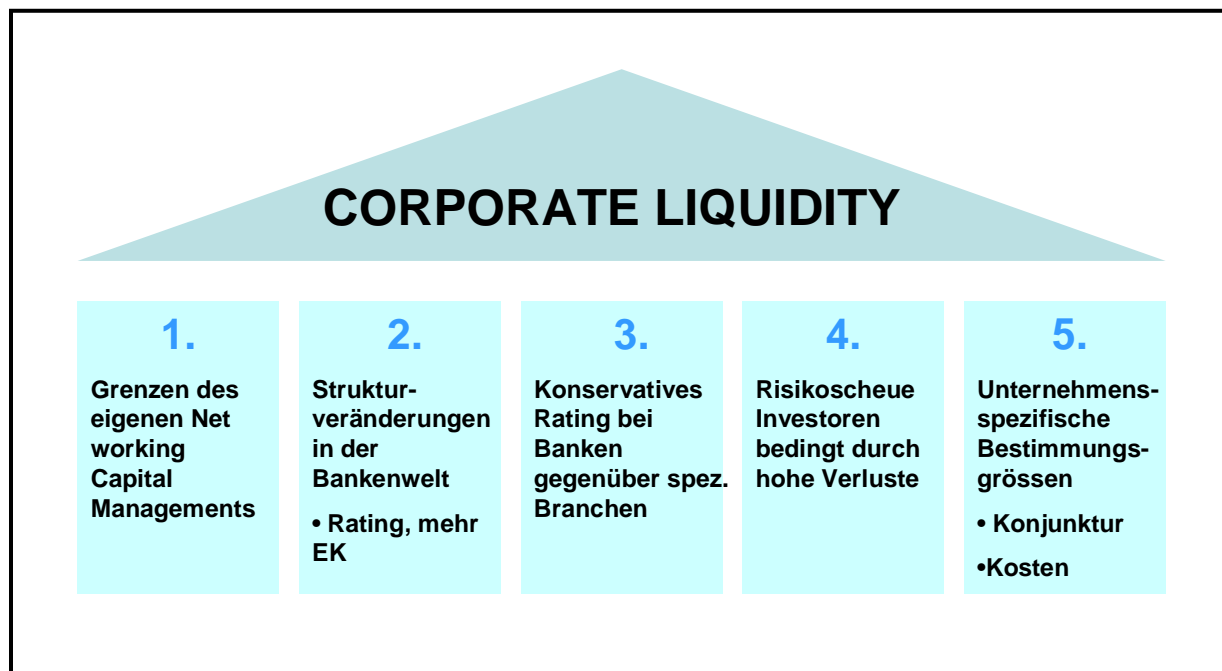 CORPORATE LIQUIDITY
1.
Grenzen des
eigenen Net
working
Capital
Managements
2.
Struktur-
veränderungen
in der
Bankenwelt
• Rating, mehr
EK
3.
Konservatives
Rating bei
Banken
gegenüber spez.
Branchen
4.
Risikoscheue
Investoren
bedingt durch
hohe Verluste
5.
Unternehmens-
spezifische
Bestimmungs-
grössen
• Konjunktur
•Kosten